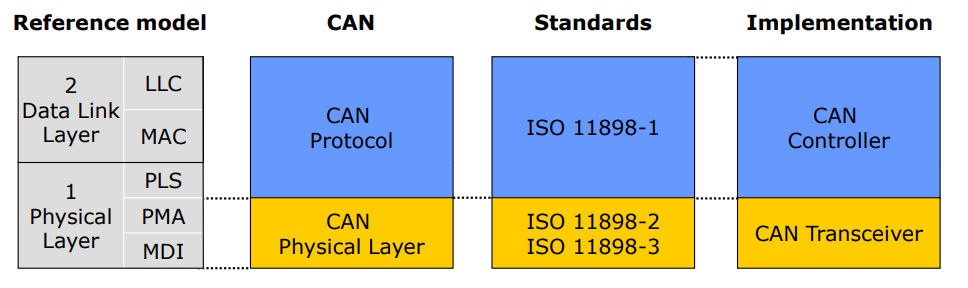 Reference model
CAN
Standards
Implementation
2
Data Link
Layer
LLC
MAC
1
Physical
Layer
PLS
PMA
MDI
CAN
Protocol
CAN
Physical Layer
ISO 11898-1
ISO 11898-2
ISO 11898-3
CAN
Controller
CAN Transceiver